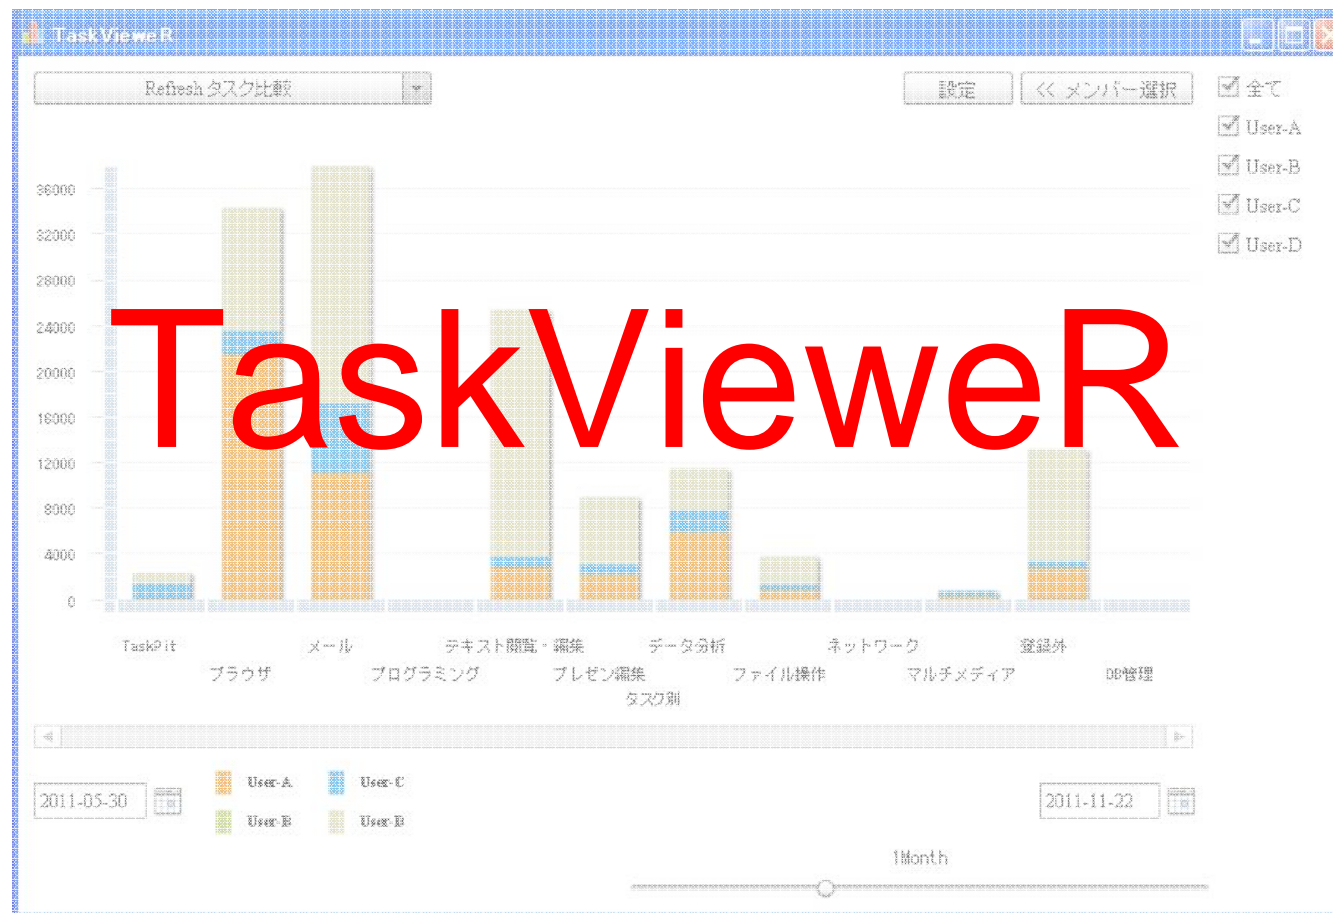 TaskVieweR
Refresh タスク比較
設定
<< メンバー選択
全て
User-A
User-B
User-C
User-D
36000
32000
28000
24000
20000
16000
12000
8000
4000
0
TaskVieweR
TaskPit
ブラウザ
メール
プログラミング
テキスト閲覧・編集
プレゼン編集
データ分析
ファイル操作
ネットワーク
マルチメディア
登録外
DB管理
タスク別
2011-05-30
User-A
User-C
User-B
User-D
2011-11-22
1Month